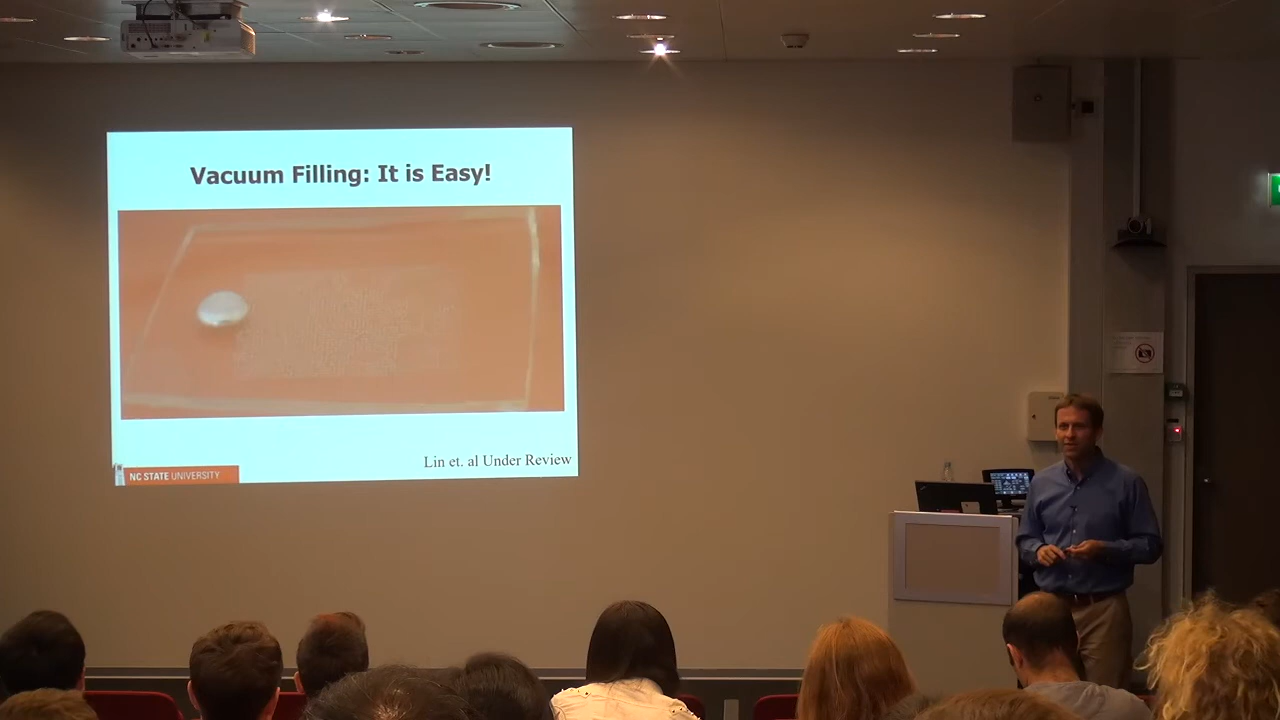 Vacuum Filling: It is Easy!
Lin et. al Under Review
NC STATE UNIVERSITY